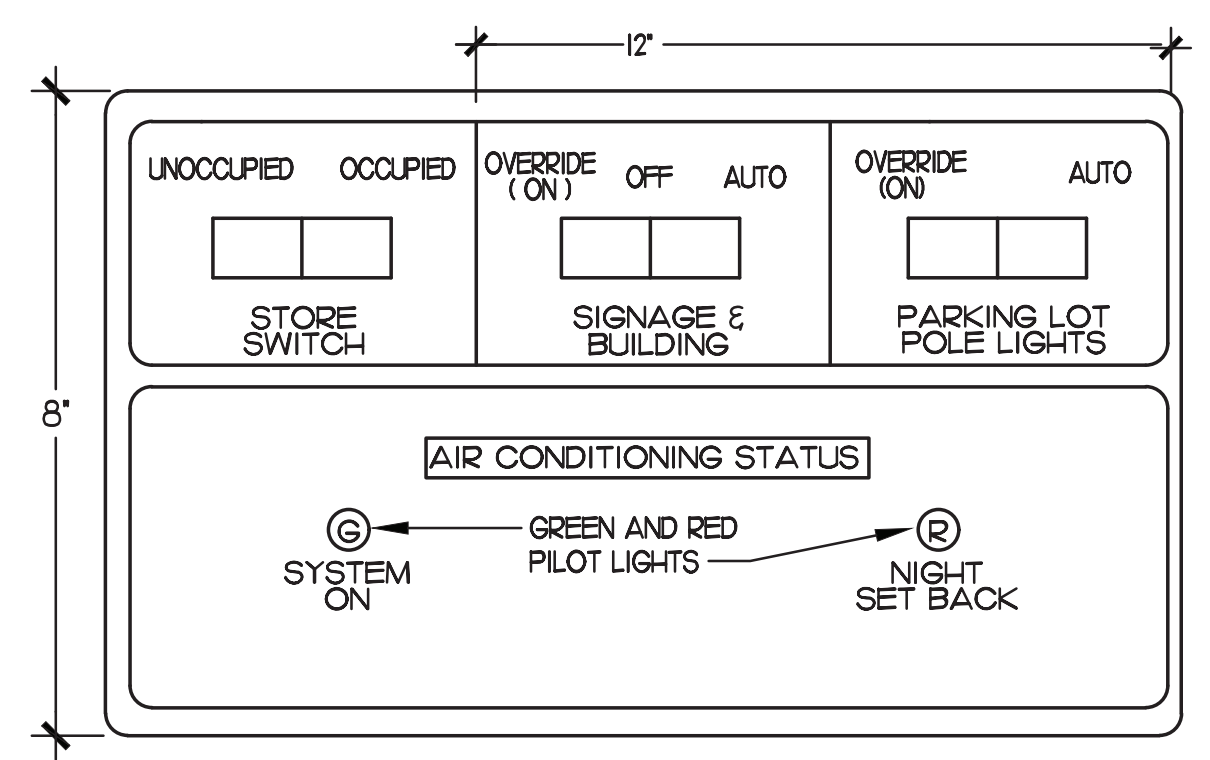 12"
UNOCCUPIED OCCUPIED
OVERRIDE
( ON )
OFF AUTO
OVERRIDE
(ON)
AUTO
STORE
SWITCH
SIGNAGE &
BUILDING
PARKING LOT
POLE LIGHTS
8"
AIR CONDITIONING STATUS
G
GREEN AND RED
PILOT LIGHTS
R
SYSTEM
ON
NIGHT
SET BACK